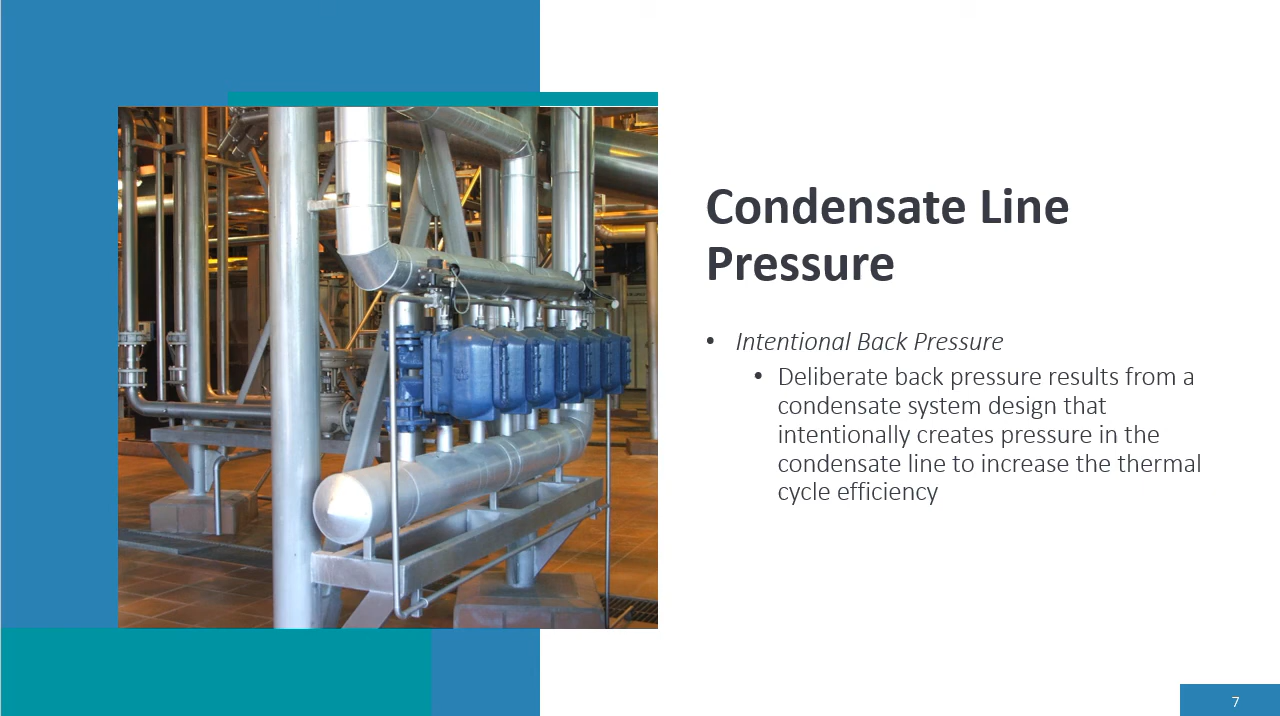 Condensate Line
Pressure
• Intentional Back Pressure
• Deliberate back pressure results from a
condensate system design that
intentionally creates pressure in the
condensate line to increase the thermal
cycle efficiency
7